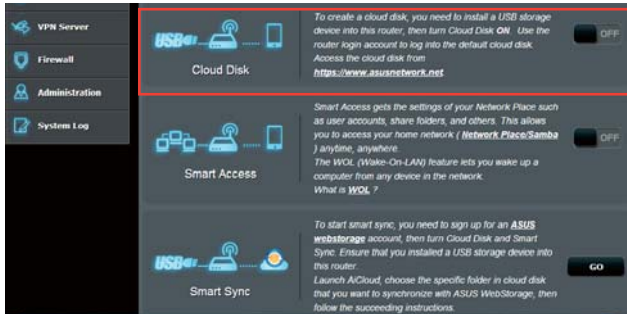 VPN Server
Firewall
Administration
System Log
USB
Cloud Disk
To create a cloud disk, you need to install a USB storage
device into this router, then turn Cloud Disk ON. Use the
router login account to log into the default cloud disk.
Access the cloud disk from
https://www.asusnetwork.net.
OFF
Smart Access
Smart Access gets the settings of your Network Place such
as user accounts, share folders, and others. This allows
you to access your home network ( Network Place/Samba
) anytime, anywhere.
The WOL (Wake-On-LAN) feature lets you wake up a
computer from any device in the network.
What is WOL ?
OFF
USB
Smart Sync
To start smart sync, you need to sign up for an ASUS
webstorage account, then turn Cloud Disk and Smart
Sync. Ensure that you installed a USB storage device into
this router.
Launch AiCloud, choose the specific folder in cloud disk
that you want to synchronize with ASUS WebStorage, then
follow the succeeding instructions.
GO